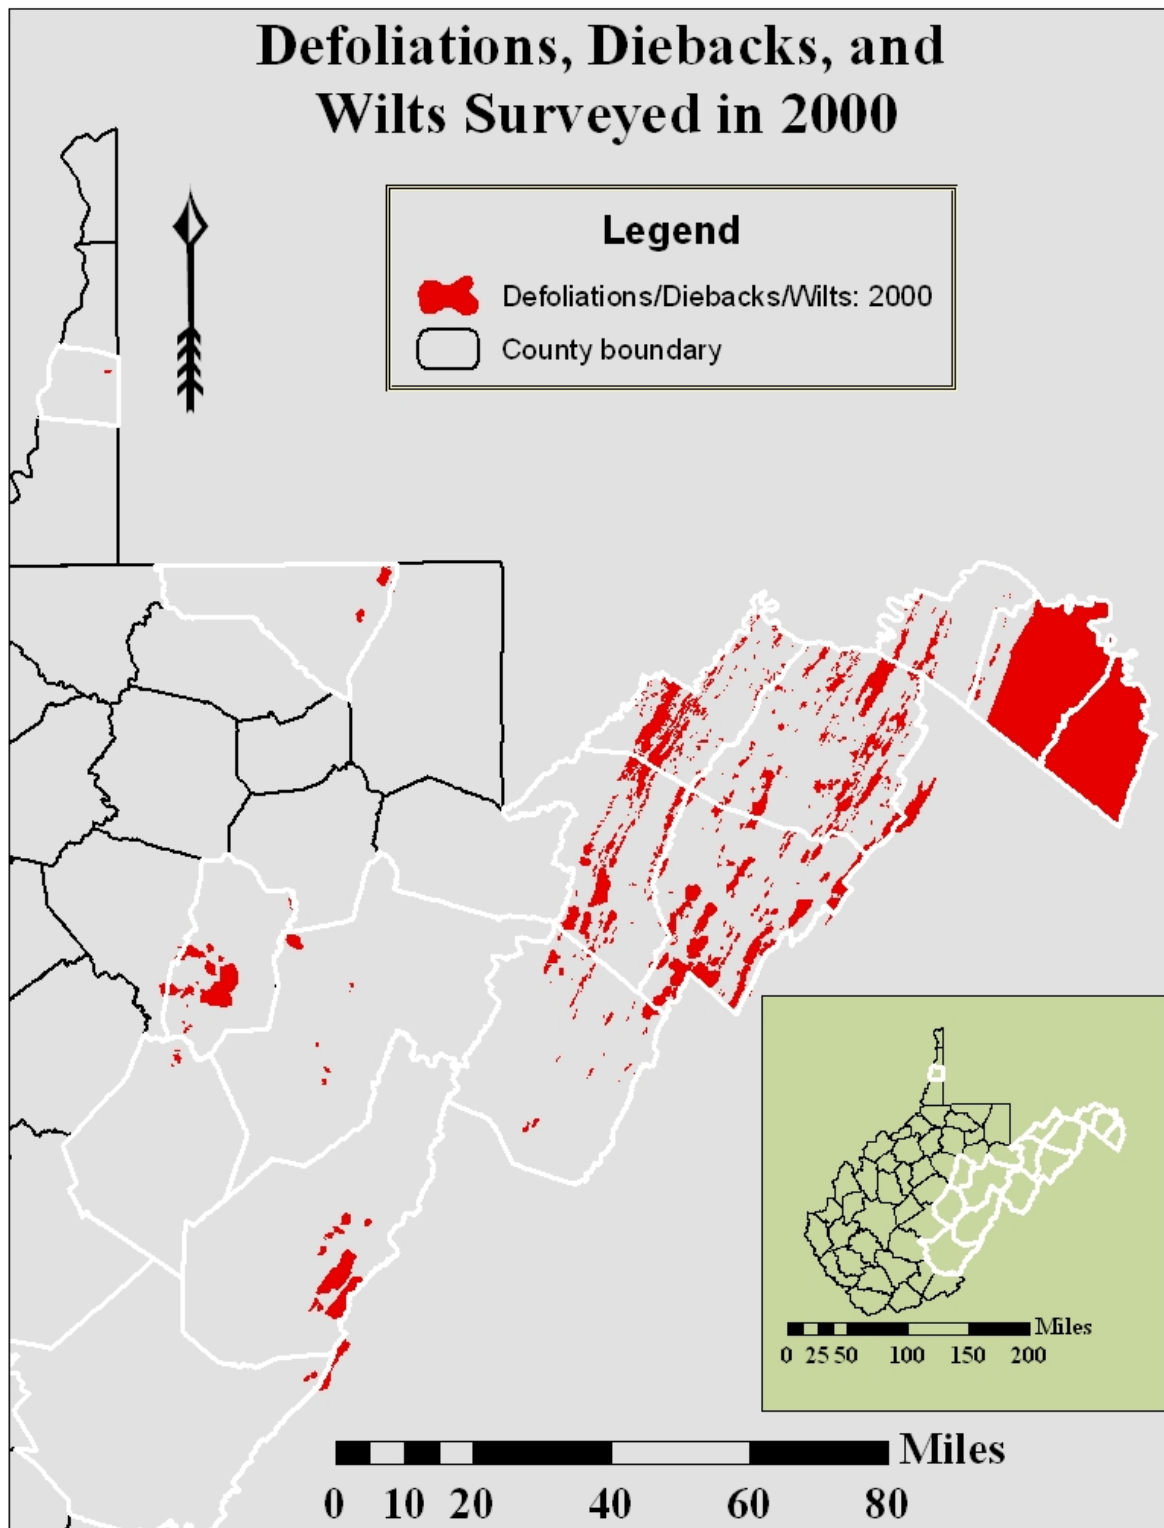 Defoliations, Diebacks, and
Wilts Surveyed in 2000
Legend
Defoliations/Diebacks/Wilts: 2000
County boundary
Miles
0 25 50 100 150 200
Miles
0 10 20 40 60 80